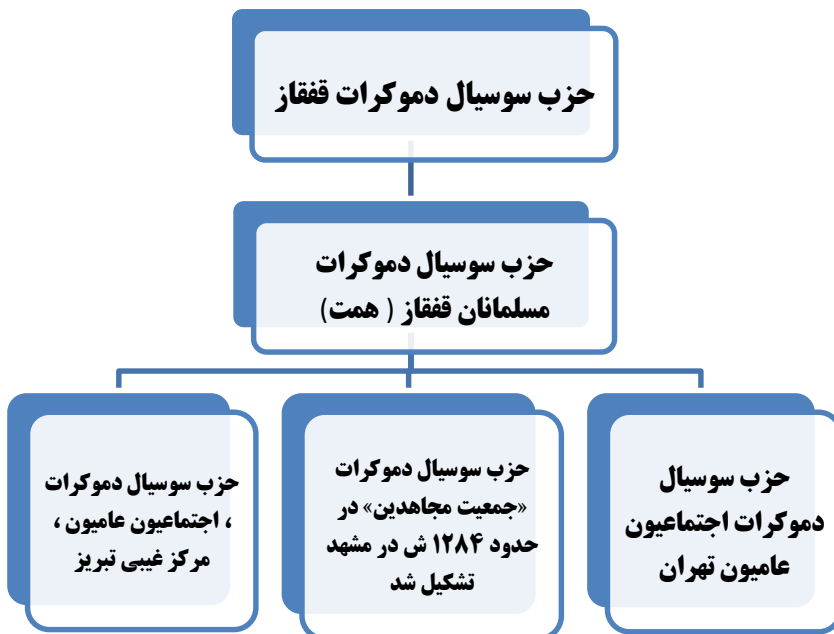 حزب سوسیال دموکرات قفقاز
حزب سوسیال دموکرات
مسلمانان قفقاز ( همت)
حزب سوسیال
دموکرات اجتماعیون
عامیون تهران
حزب سوسیال دموکرات
«جمعیت مجاهدین» در
حدود ۱۲۸۴ ش در مشهد
تشکیل شد
حزب سوسیال دموکرات
، اجتماعیون عامیون ،
مرکز غیبی تبریز